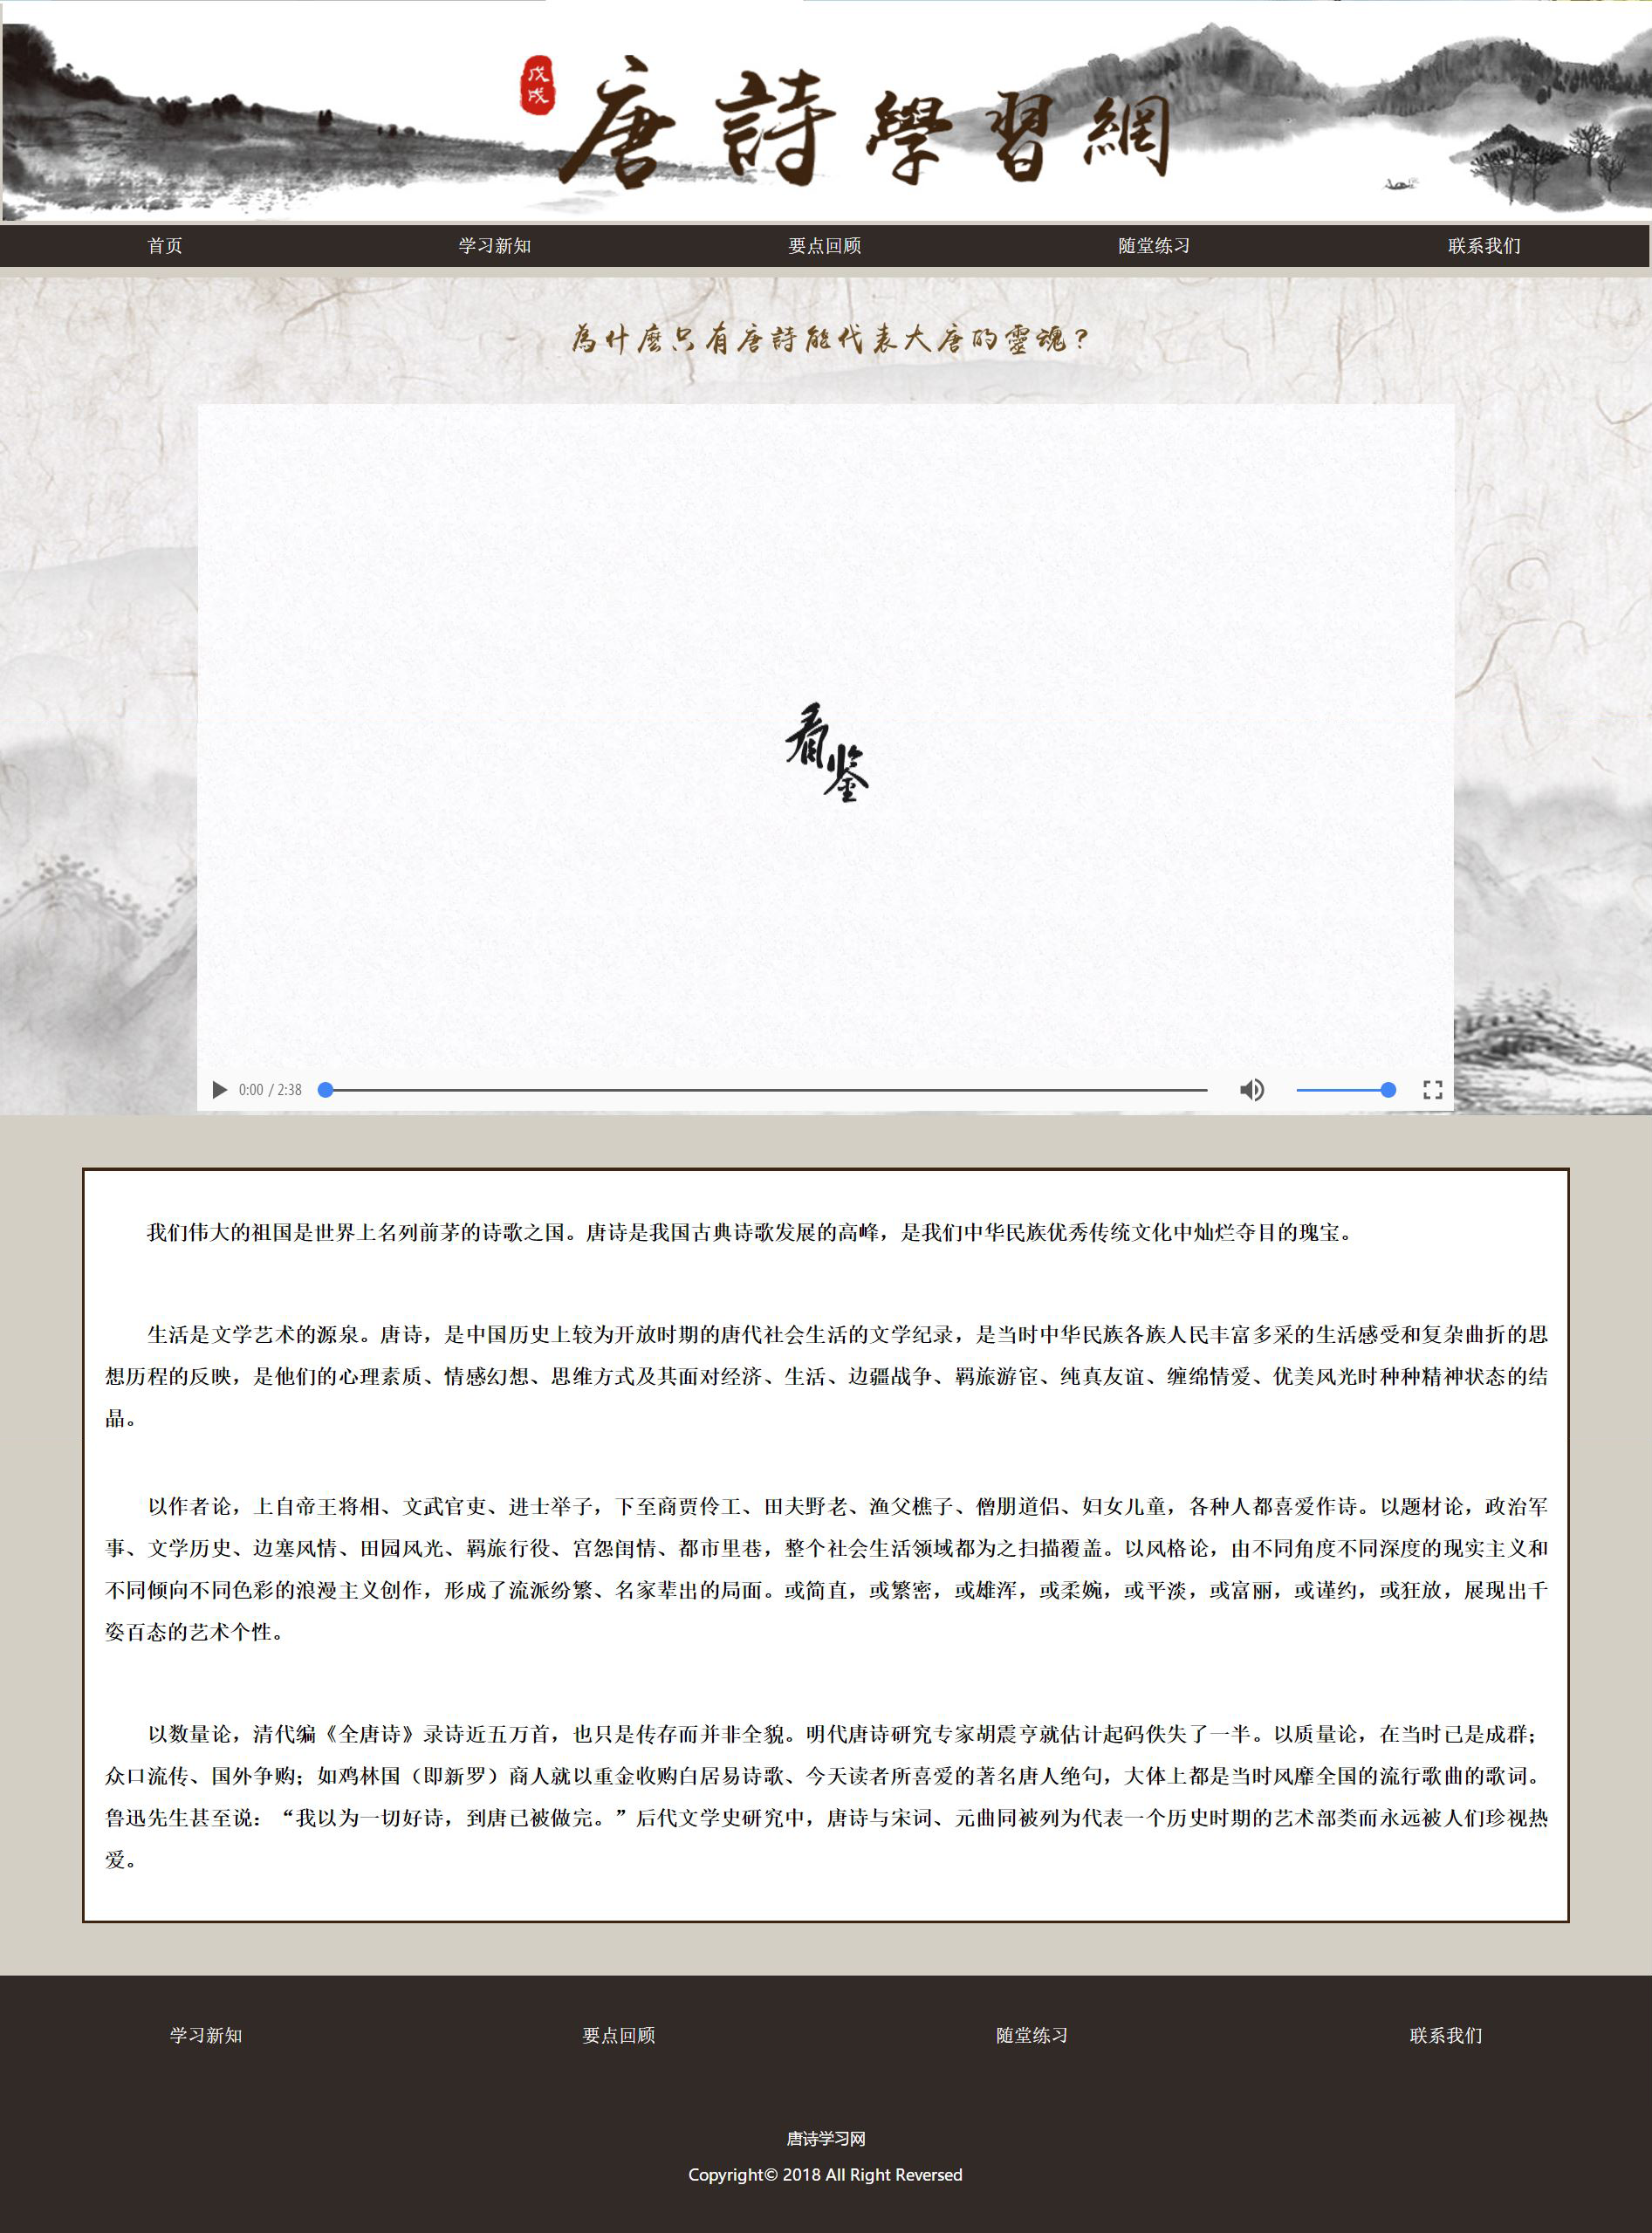 戊戌
唐詩學習網
首页 学习新知 要点回顾 随堂练习 联系我们
為什麼只有唐詩能代表大唐的靈魂?
看鉴
0:00 / 2:38
我们伟大的祖国是世界上名列前茅的诗歌之国。唐诗是我国古典诗歌发展的高峰，是我们中华民族优秀传统文化中灿烂夺目的瑰宝。
生活是文学艺术的源泉。唐诗，是中国历史上较为开放时期的唐代社会生活的文学纪录，是当时中华民族各族人民丰富多采的生活感受和复杂曲折的思
想历程的反映，是他们的心理素质、情感幻想、思维方式及其面对经济、生活、边疆战争、羁旅游宦、纯真友谊、缠绵情爱、优美风光时种种精神状态的结
晶。
以作者论，上自帝王将相、文武官吏、进士举子，下至商贾伶工、田夫野老、渔父樵子、僧朋道侣、妇女儿童，各种人都喜爱作诗。以题材论，政治军
事、文学历史、边塞风情、田园风光、羁旅行役、宫怨闺情、都市里巷，整个社会生活领域都为之扫描覆盖。以风格论，由不同角度不同深度的现实主义和
不同倾向不同色彩的浪漫主义创作，形成了流派纷繁、名家辈出的局面。或简直，或繁密，或雄浑，或柔婉，或平淡，或富丽，或谨约，或狂放，展现出千
姿百态的艺术个性。
以数量论，清代编《全唐诗》录诗近五万首，也只是传存而并非全貌。明代唐诗研究专家胡震亨就估计起码佚失了一半。以质量论，在当时已是成群；
众口流传、国外争购；如鸡林国（即新罗）商人就以重金收购白居易诗歌、今天读者所喜爱的著名唐人绝句，大体上都是当时风靡全国的流行歌曲的歌词。
鲁迅先生甚至说：“我以为一切好诗，到唐已被做完。”后代文学史研究中，唐诗与宋词、元曲同被列为代表一个历史时期的艺术部类而永远被人们珍视热
爱。
学习新知 要点回顾 随堂练习 联系我们
唐诗学习网
Copyright© 2018 All Right Reversed